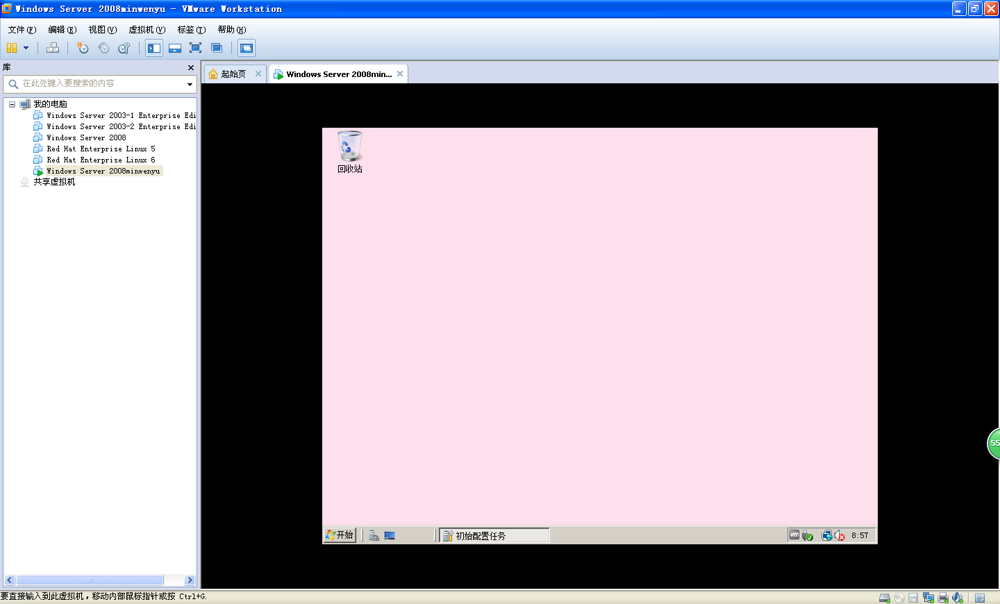 Windows Server 2008minwenyu - VMware Workstation
文件(F) 编辑(E) 视图(V) 虚拟机(V) 标签(T) 帮助(H)
库
在此处键入要搜索的内容
我的电脑
Windows Server 2003-1 Enterprise Edi
Windows Server 2003-2 Enterprise Edi
Windows Server 2008
Red Hat Enterprise Linux 5
Red Hat Enterprise Linux 6
Windows Server 2008minwenyu
共享虚拟机
起始页 Windows Server 2008min...
回收站
55
开始 初始配置任务 vm 8:57
要直接输入到此虚拟机，移动内部鼠标指针或按 Ctrl+G.